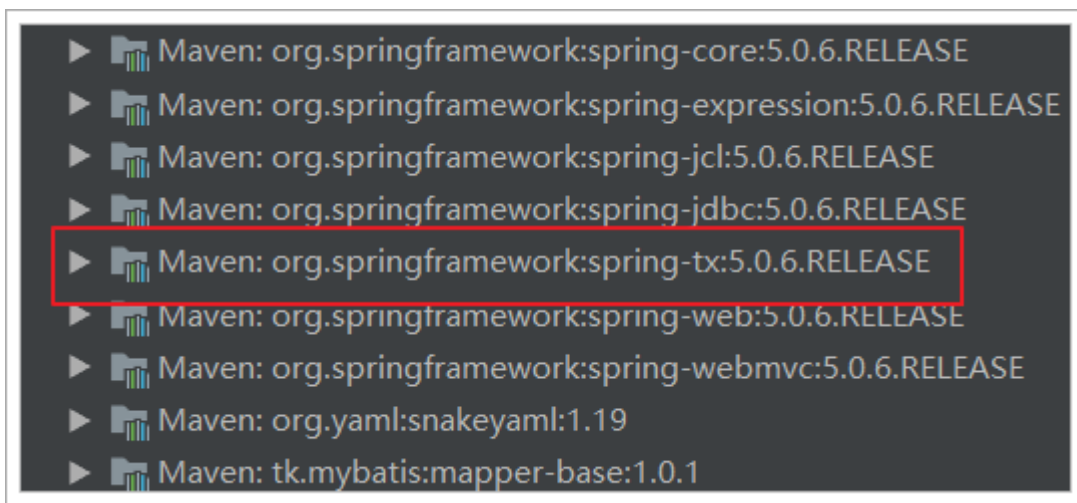 Maven: org.springframework:spring-core:5.0.6.RELEASE
Maven: org.springframework:spring-expression:5.0.6.RELEASE
Maven: org.springframework:spring-jcl:5.0.6.RELEASE
Maven: org.springframework:spring-jdbc:5.0.6.RELEASE
Maven: org.springframework:spring-tx:5.0.6.RELEASE
Maven: org.springframework:spring-web:5.0.6.RELEASE
Maven: org.springframework:spring-webmvc:5.0.6.RELEASE
Maven: org.yaml:snakeyaml:1.19
Maven: tk.mybatis:mapper-base:1.0.1